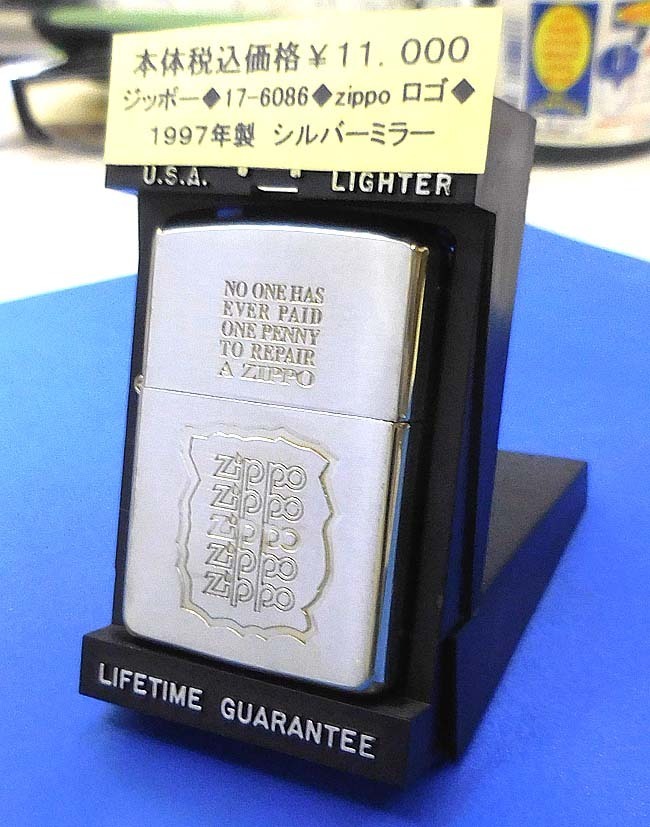 本体税込価格￥11.000
ジッポー◆17-6086◆zippo ロゴ◆
1997年製 シルバーミラー
U.S.A. LIGHTER
NO ONE HAS
EVER PAID
ONE PENNY
TO REPAIR
A ZIPPO
zippo
zippo
zippo
zippo
zippo
LIFETIME GUARANTEE